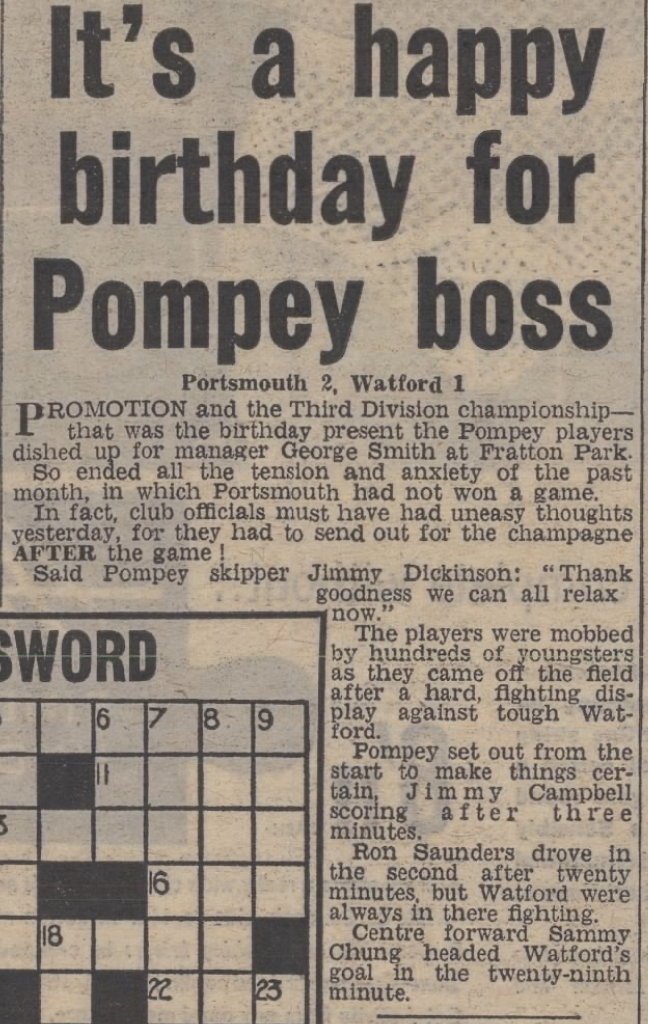 It's a happy
birthday for
Pompey boss
Portsmouth 2, Watford 1
PROMOTION and the Third Division championship—
that was the birthday present the Pompey players
dished up for manager George Smith at Fratton Park.
So ended all the tension and anxiety of the past
month, in which Portsmouth had not won a game.
In fact, club officials must have had uneasy thoughts
yesterday, for they had to send out for the champagne
AFTER the game!
Said Pompey skipper Jimmy Dickinson: "Thank
goodness we can all relax
now."
The players were mobbed
by hundreds of youngsters
as they came off the field
after a hard, fighting dis-
play against tough Wat-
ford.
Pompey set out from the
start to make things cer-
tain, Jimmy Campbell
scoring after three
minutes.
Ron Saunders drove in
the second after twenty
minutes, but Watford were
always in there fighting.
Centre forward Sammy
Chung headed Watford's
goal in the twenty-ninth
minute.
SWORD
6 7 8 9
11
16
18
22 23